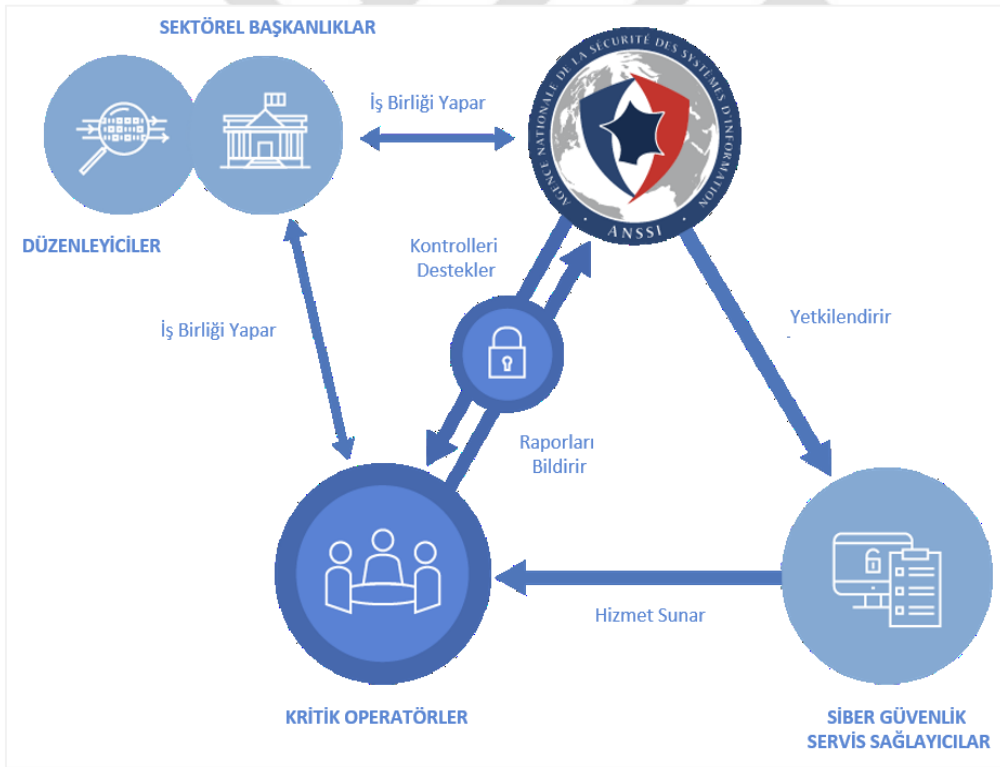 SEKTÖREL BAŞKANLIKLAR
AGENCE NATIONALE DE LA SÉCURITÉ DES SYSTÈMES D'INFORMATION
ANSSI
İş Birliği Yapar
DÜZENLEYİCİLER
Kontrolleri
Destekler
İş Birliği Yapar
Yetkilendirir
Raporları
Bildirir
Hizmet Sunar
KRİTİK OPERATÖRLER
SİBER GÜVENLİK
SERVİS SAĞLAYICILAR